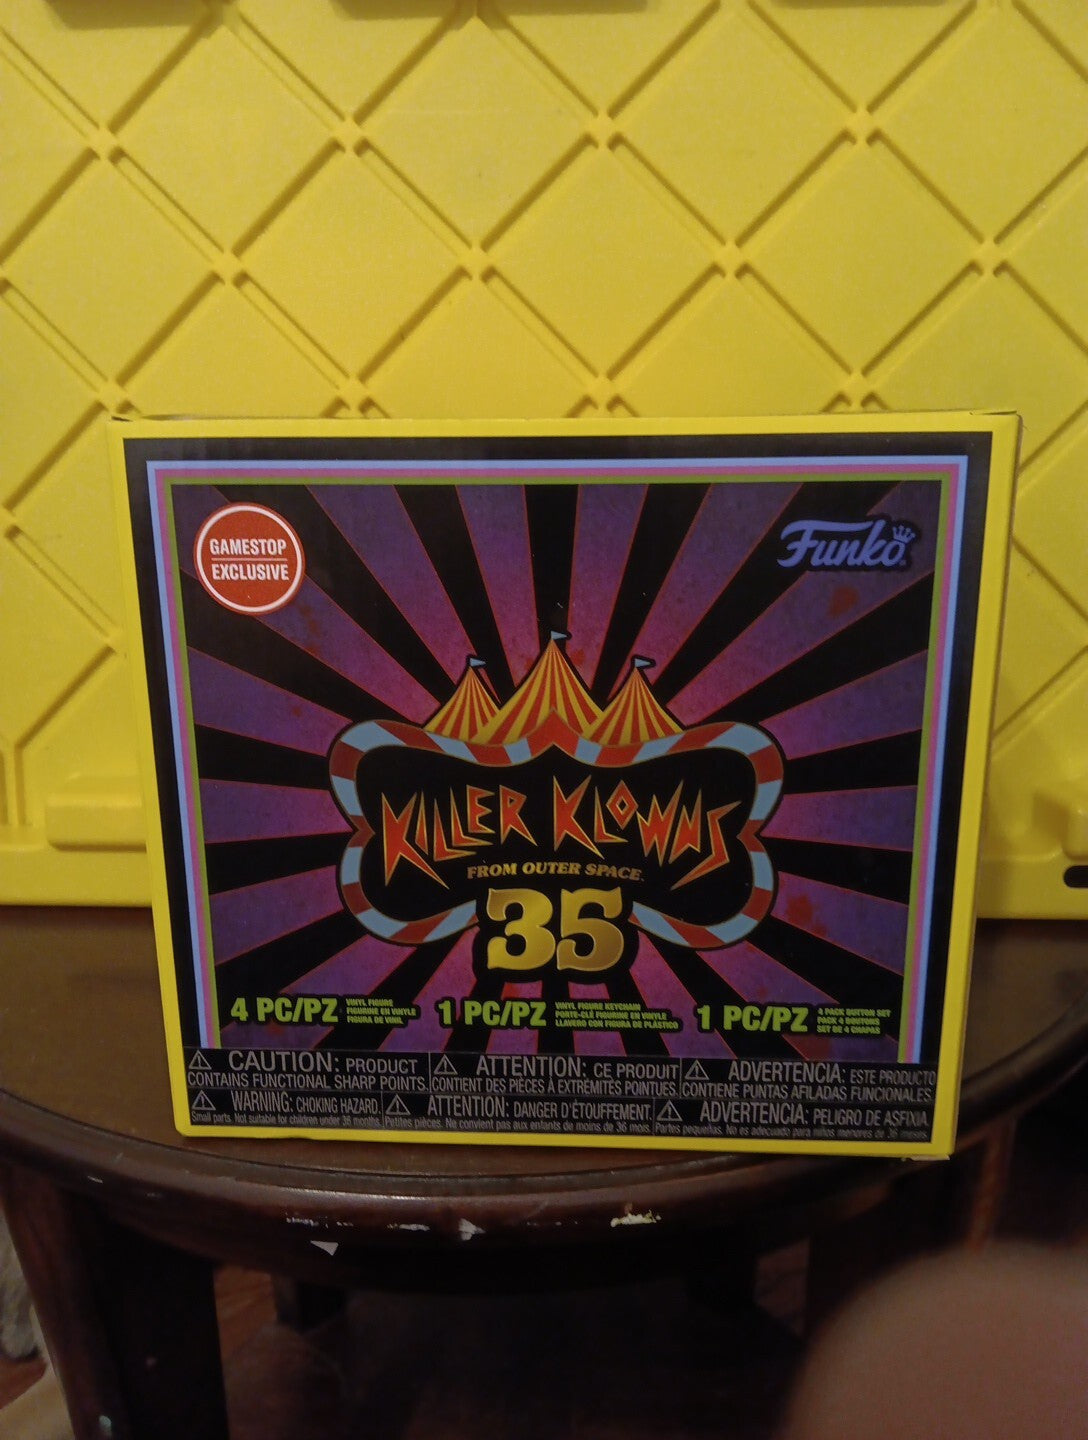 GAMESTOP
EXCLUSIVE
Funko
KILLER KLOWNS
FROM OUTER SPACE
35
4 PC/PZ
VINYL FIGURE
FIGURINE EN VINYLE
FIGURA DE VINIL
1 PC/PZ
VINYL FIGURE KEYCHAIN
PORTE-CLÉ FIGURINE EN VINYLE
LLAVERO CON FIGURA DE PLÁSTICO
1 PC/PZ
4 PACK BUTTON SET
PACK 4 BOUTONS
SET DE 4 CHAPAS
⚠ CAUTION: PRODUCT
CONTAINS FUNCTIONAL SHARP POINTS.
⚠ ATTENTION: CE PRODUIT
CONTIENT DES PIÈCES À EXTRÉMITÉS POINTUES.
⚠ ADVERTENCIA: ESTE PRODUCTO
CONTIENE PUNTAS AFILADAS FUNCIONALES.
⚠ WARNING: CHOKING HAZARD.
Small parts. Not suitable for children under 36 months.
⚠ ATTENTION: DANGER D'ÉTOUFFEMENT.
Petites pièces. Ne convient pas aux enfants de moins de 36 mois.
⚠ ADVERTENCIA: PELIGRO DE ASFIXIA.
Partes pequeñas. No es adecuado para niños menores de 36 meses.